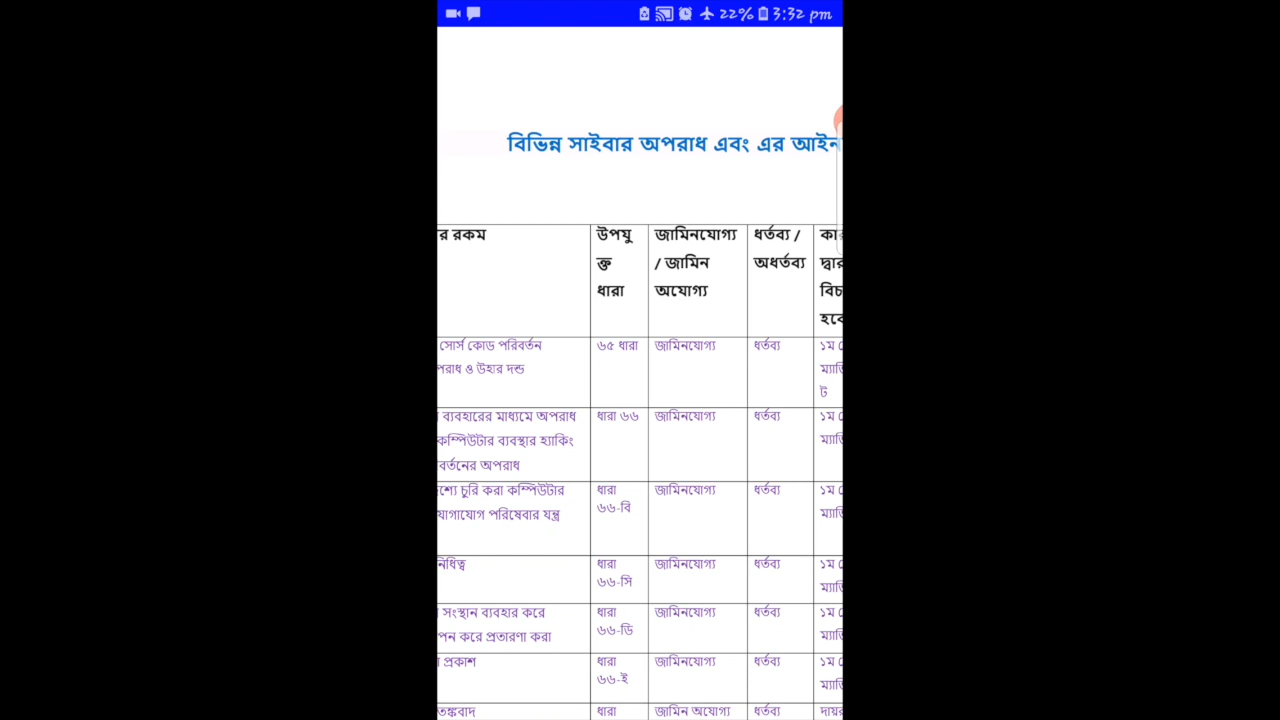 22% 3:32 pm
বিভিন্ন সাইবার অপরাধ এবং এর আইন
র রকম
উপযু
ক্ত
ধারা
জামিনযোগ্য
/ জামিন
অযোগ্য
ধর্তব্য /
অধর্তব্য
কা
দ্বার
বিচ
হবে
সোর্স কোড পরিবর্তন
পরাধ ও উহার দন্ড
৬৫ ধারা
জামিনযোগ্য
ধর্তব্য
১ম
ম্যাজি
ট
ব্যবহারের মাধ্যমে অপরাধ
কম্পিউটার ব্যবস্থার হ্যাকিং
বর্তনের অপরাধ
ধারা ৬৬
জামিনযোগ্য
ধর্তব্য
১ম
ম্যাজি
শ্যে চুরি করা কম্পিউটার
যোগাযোগ পরিষেবার যন্ত্র
ধারা
৬৬-বি
জামিনযোগ্য
ধর্তব্য
১ম
ম্যাজি
নিধিত্ব
ধারা
৬৬-সি
জামিনযোগ্য
ধর্তব্য
১ম
ম্যাজি
সংস্থান ব্যবহার করে
পন করে প্রতারণা করা
ধারা
৬৬-ডি
জামিনযোগ্য
ধর্তব্য
১ম
ম্যাজি
প্রকাশ
ধারা
৬৬-ই
জামিনযোগ্য
ধর্তব্য
১ম
ম্যাজি
তঙ্কবাদ
ধারা
জামিন অযোগ্য
ধর্তব্য
দায়র